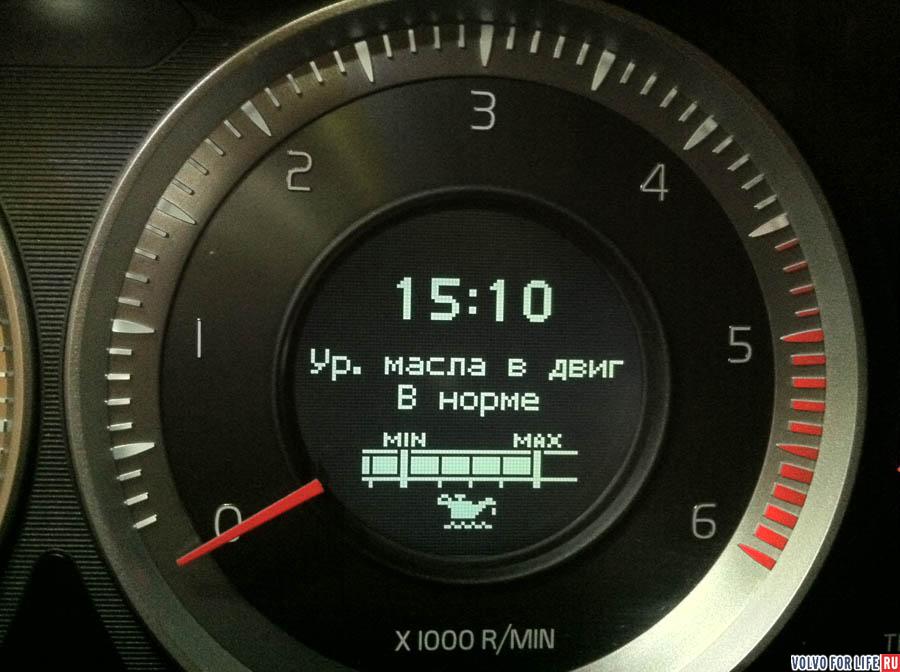 3
2
4
1
5
0
6
15:10
Ур. масла в двиг
В норме
MIN MAX
X 1000 R/MIN
VOLVO FOR LIFE RU